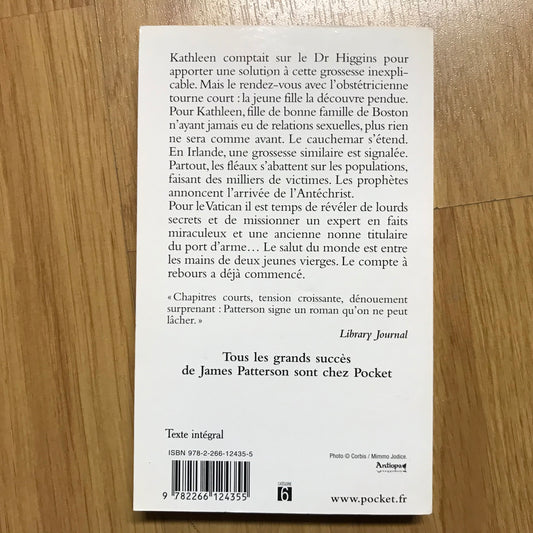 Kathleen comptait sur le Dr Higgins pour
apporter une solution à cette grossesse inexpli-
cable. Mais le rendez-vous avec l'obstétricienne
tourne court : la jeune fille la découvre pendue.
Pour Kathleen, fille de bonne famille de Boston
n'ayant jamais eu de relations sexuelles, plus rien
ne sera comme avant. Le cauchemar s'étend.
En Irlande, une grossesse similaire est signalée.
Partout, les fléaux s'abattent sur les populations,
faisant des milliers de victimes. Les prophètes
annoncent l'arrivée de l'Antéchrist.
Pour le Vatican il est temps de révéler de lourds
secrets et de missionner un expert en faits
miraculeux et une ancienne nonne titulaire
du port d'arme… Le salut du monde est entre
les mains de deux jeunes vierges. Le compte à
rebours a déjà commencé.
« Chapitres courts, tension croissante, dénouement
surprenant : Patterson signe un roman qu'on ne peut
lâcher. »
Library Journal
Tous les grands succès
de James Patterson sont chez Pocket
Texte intégral
ISBN 978-2-266-12435-5
Photo © Corbis / Mimmo Jodice.
9 782266 124355
CATÉGORIE
6
www.pocket.fr